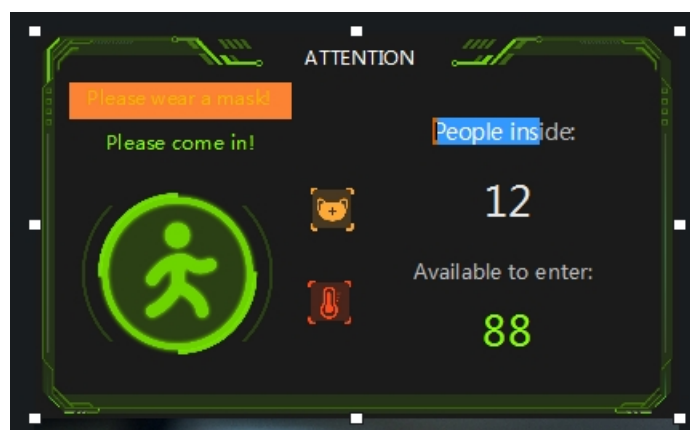 ATTENTION
Please wear a mask!
Please come in!
People inside:
12
Available to enter:
88